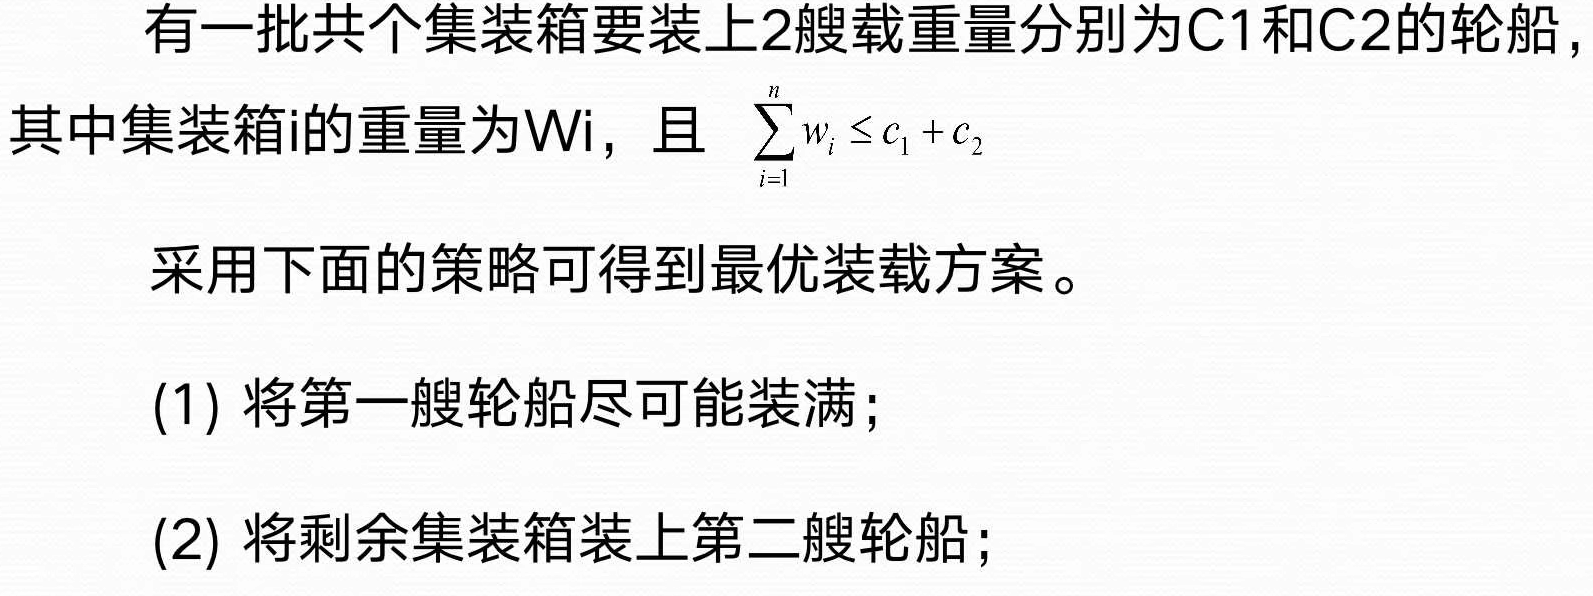 有一批共个集装箱要装上2艘载重量分别为C1和C2的轮船，
其中集装箱i的重量为Wi，且 $\sum_{i=1}^{n} w_i \leq c_1 + c_2$
采用下面的策略可得到最优装载方案。
(1) 将第一艘轮船尽可能装满；
(2) 将剩余集装箱装上第二艘轮船；